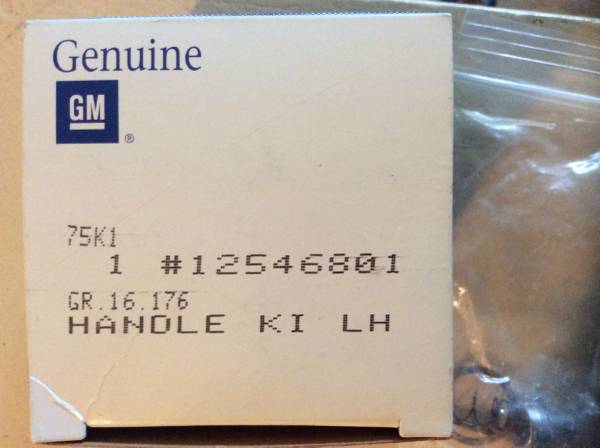 Genuine
GM
®
75K1
1 #12546801
GR.16.176
HANDLE KI LH